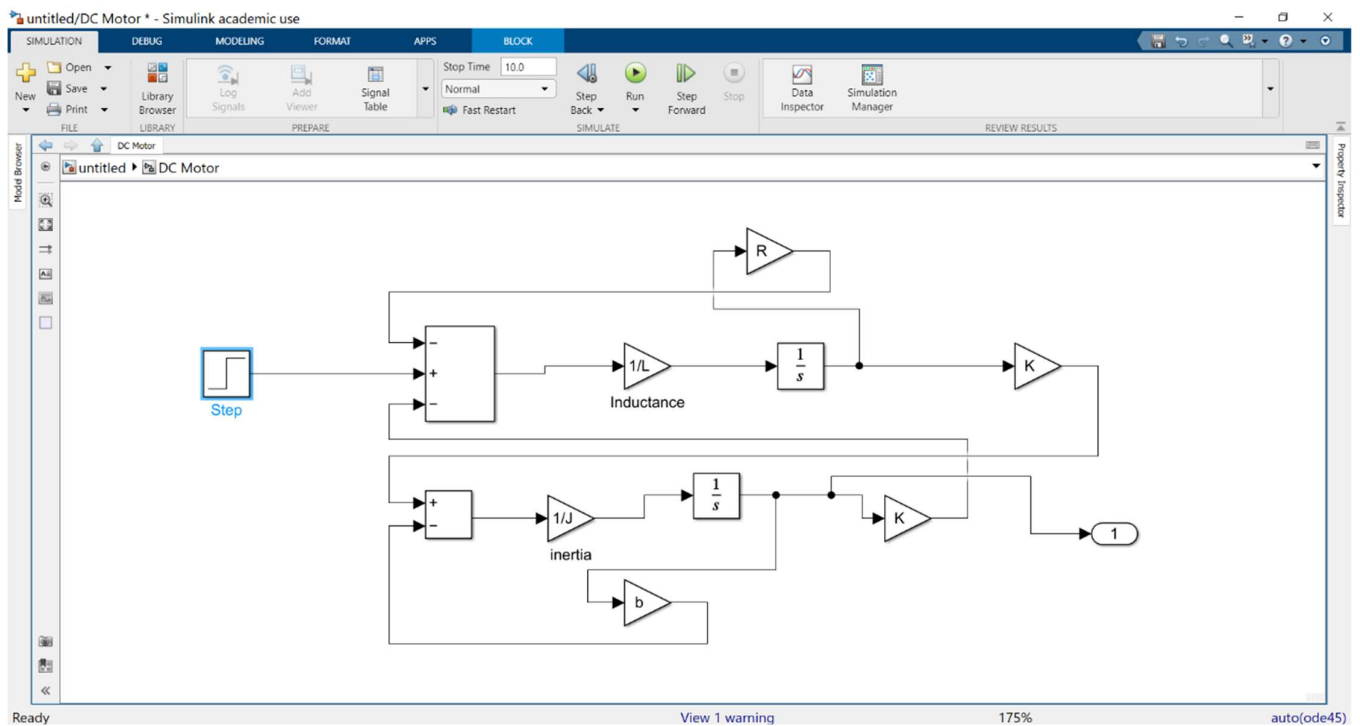 untitled/DC Motor * - Simulink academic use
SIMULATION DEBUG MODELING FORMAT APPS BLOCK
New
Open
Save
Print
FILE
Library Browser
LIBRARY
Log Signals
Add Viewer
Signal Table
PREPARE
Stop Time 10.0
Normal
Fast Restart
Step Back
Run
Step Forward
Stop
SIMULATE
Data Inspector
Simulation Manager
REVIEW RESULTS
Model Browser
DC Motor
untitled DC Motor
Property Inspector
R
Step
−
+
−
1/L
Inductance
1
s
K
+
−
1/J
inertia
1
s
K
1
b
Ready View 1 warning 175% auto(ode45)